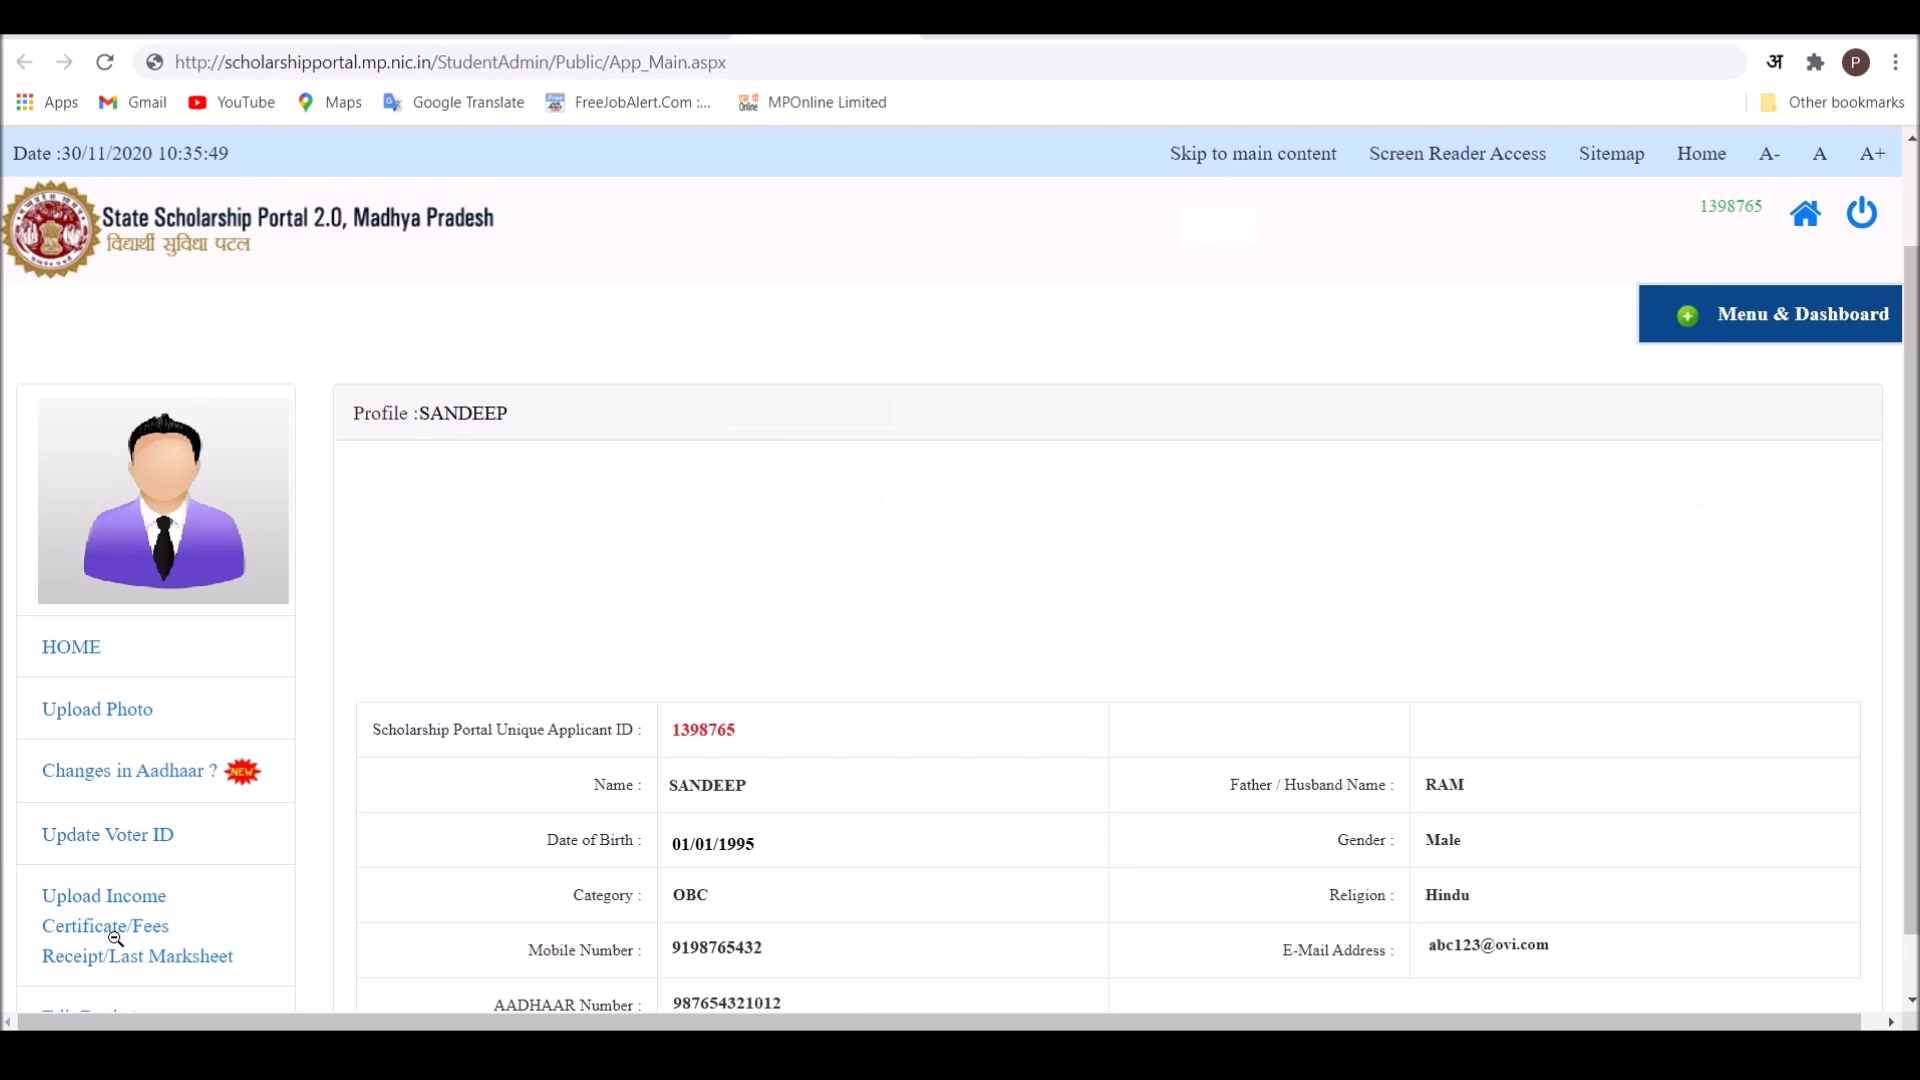 http://scholarshipportal.mp.nic.in/StudentAdmin/Public/App_Main.aspx
अ
P
Apps Gmail YouTube Maps Google Translate FreeJobAlert.Com :... MPOnline Limited Other bookmarks
Date :30/11/2020 10:35:49 Skip to main content Screen Reader Access Sitemap Home A- A A+
State Scholarship Portal 2.0, Madhya Pradesh
विद्यार्थी सुविधा पटल
1398765
Menu & Dashboard
Profile :SANDEEP
HOME
Upload Photo
Changes in Aadhaar ? NEW
Update Voter ID
Upload Income
Certificate/Fees
Receipt/Last Marksheet
Scholarship Portal Unique Applicant ID : 1398765
Name : SANDEEP Father / Husband Name : RAM
Date of Birth : 01/01/1995 Gender : Male
Category : OBC Religion : Hindu
Mobile Number : 9198765432 E-Mail Address : abc123@ovi.com
AADHAAR Number : 987654321012